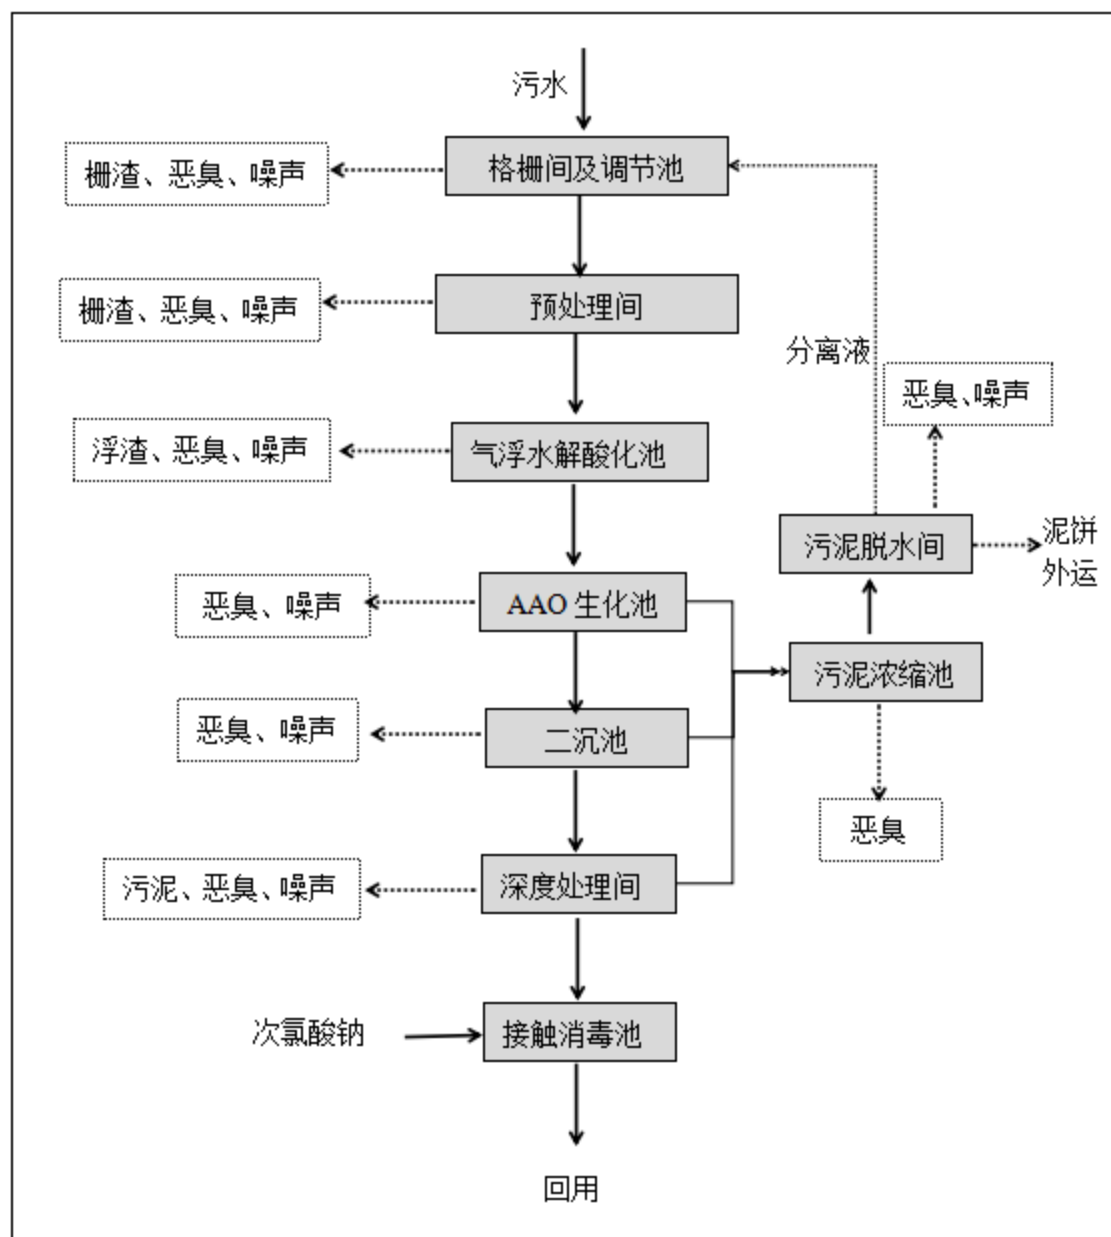 污水
栅渣、恶臭、噪声
格栅间及调节池
栅渣、恶臭、噪声
预处理间
分离液
恶臭、噪声
浮渣、恶臭、噪声
气浮水解酸化池
污泥脱水间
泥饼
外运
恶臭、噪声
AAO 生化池
污泥浓缩池
恶臭、噪声
二沉池
恶臭
污泥、恶臭、噪声
深度处理间
次氯酸钠
接触消毒池
回用